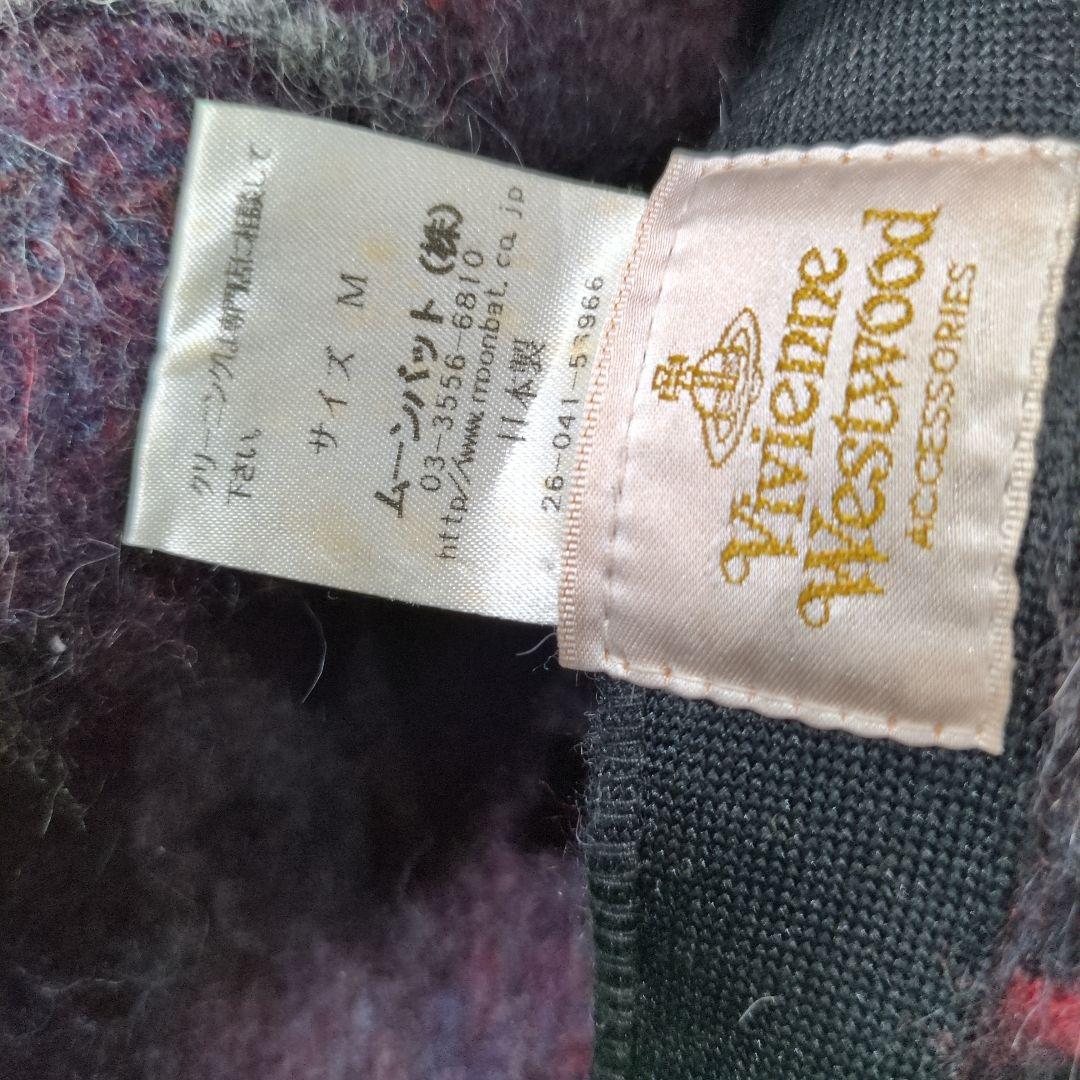 クリーニングは専門店に相談して
下さい。
サイズ M
ムーンバット(株)
03-3556-6810
http//www.moonbat.co.jp
日本製
26-041-53966
Vivienne
Westwood
ACCESSORIES